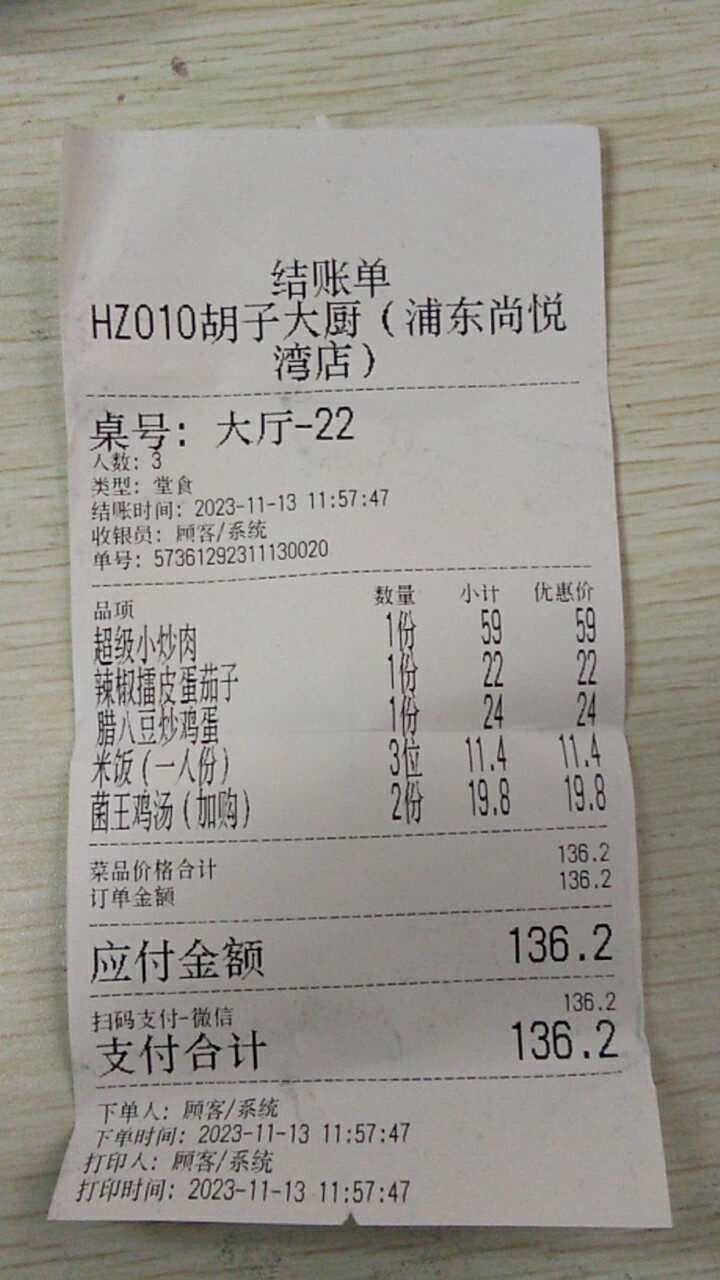 结账单
HZ010胡子大厨（浦东尚悦
湾店）
桌号：大厅-22
人数：3
类型：堂食
结账时间：2023-11-13 11:57:47
收银员：顾客/系统
单号：57361292311130020
品项 数量 小计 优惠价
超级小炒肉 1份 59 59
辣椒擂皮蛋茄子 1份 22 22
腊八豆炒鸡蛋 1份 24 24
米饭（一人份） 3位 11.4 11.4
菌王鸡汤（加购） 2份 19.8 19.8
菜品价格合计 136.2
订单金额 136.2
应付金额 136.2
扫码支付-微信 136.2
支付合计 136.2
下单人：顾客/系统
下单时间：2023-11-13 11:57:47
打印人：顾客/系统
打印时间：2023-11-13 11:57:47